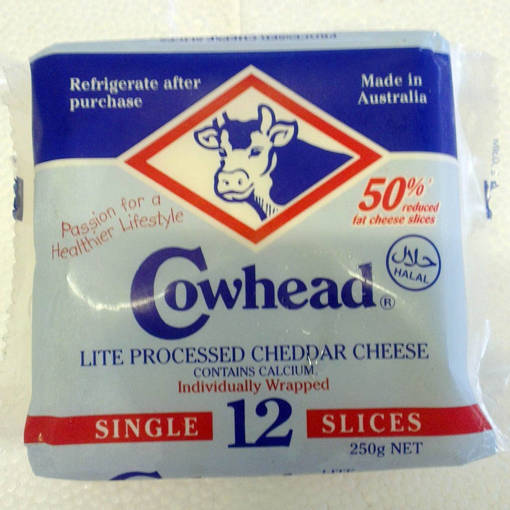 Refrigerate after
purchase
Made in
Australia
50%
reduced
fat cheese slices
Passion for a
Healthier Lifestyle
حلال
HALAL
Cowhead®
LITE PROCESSED CHEDDAR CHEESE
CONTAINS CALCIUM
Individually Wrapped
SINGLE 12 SLICES
250g NET
Cowhead